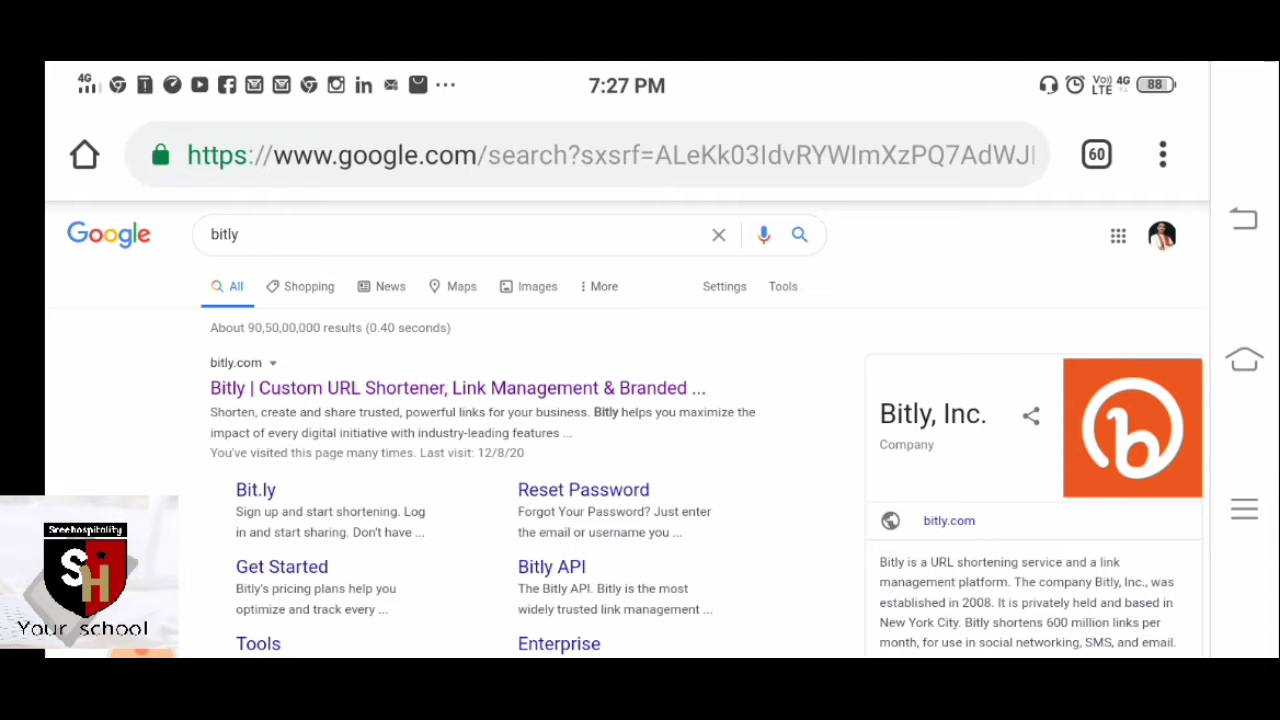 4G 7:27 PM Vo) LTE 4G 88
https://www.google.com/search?sxsrf=ALeKk03IdvRYWImXzPQ7AdWJ 60
Google bitly
All Shopping News Maps Images More Settings Tools
About 90,50,00,000 results (0.40 seconds)
bitly.com
Bitly | Custom URL Shortener, Link Management & Branded ...
Shorten, create and share trusted, powerful links for your business. Bitly helps you maximize the
impact of every digital initiative with industry-leading features ...
You've visited this page many times. Last visit: 12/8/20
Bit.ly
Sign up and start shortening. Log
in and start sharing. Don't have ...
Reset Password
Forgot Your Password? Just enter
the email or username you ...
Get Started
Bitly's pricing plans help you
optimize and track every ...
Bitly API
The Bitly API. Bitly is the most
widely trusted link management ...
Tools
Enterprise
Bitly, Inc.
Company
b
bitly.com
Bitly is a URL shortening service and a link
management platform. The company Bitly, Inc., was
established in 2008. It is privately held and based in
New York City. Bitly shortens 600 million links per
month, for use in social networking, SMS, and email.
Sreehospitality
SH
Your school